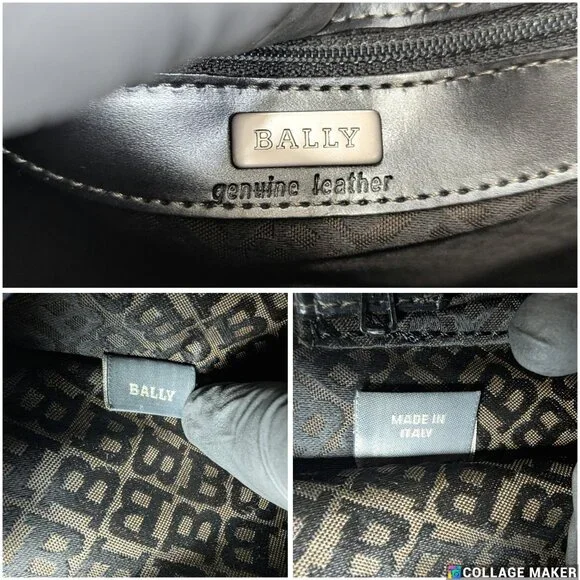 BALLY
genuine leather
BALLY
MADE IN
ITALY
COLLAGE MAKER